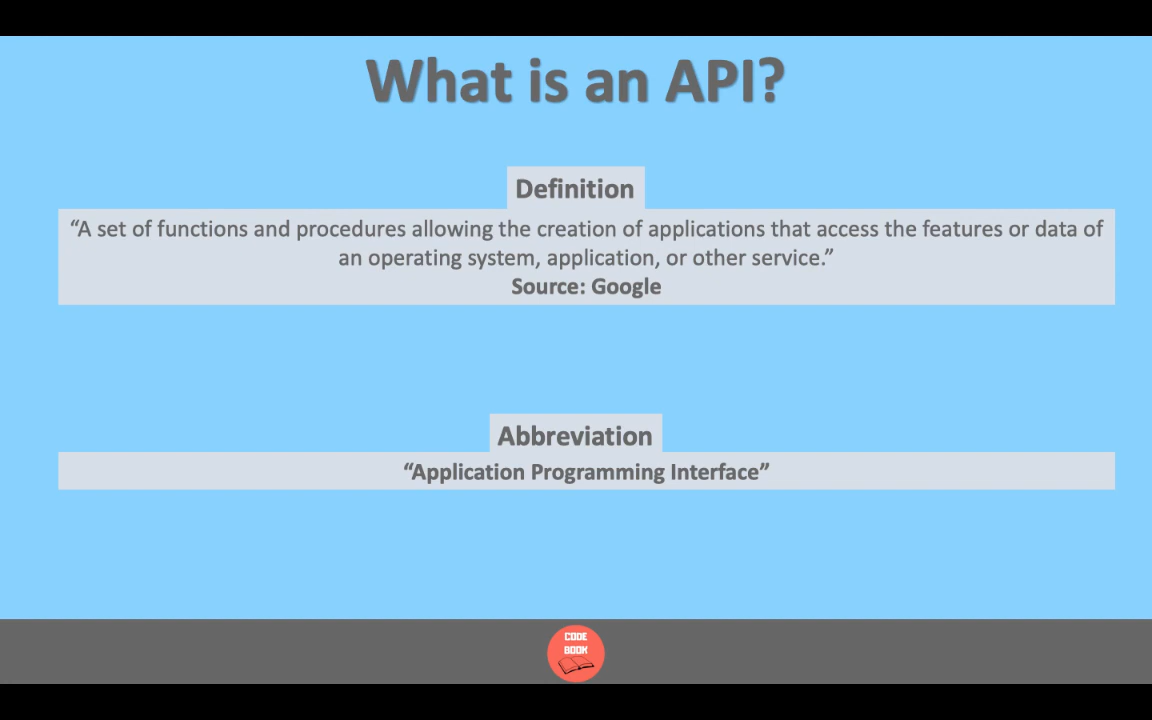 What is an API?
Definition
“A set of functions and procedures allowing the creation of applications that access the features or data of
an operating system, application, or other service.”
Source: Google
Abbreviation
“Application Programming Interface”
CODE
BOOK